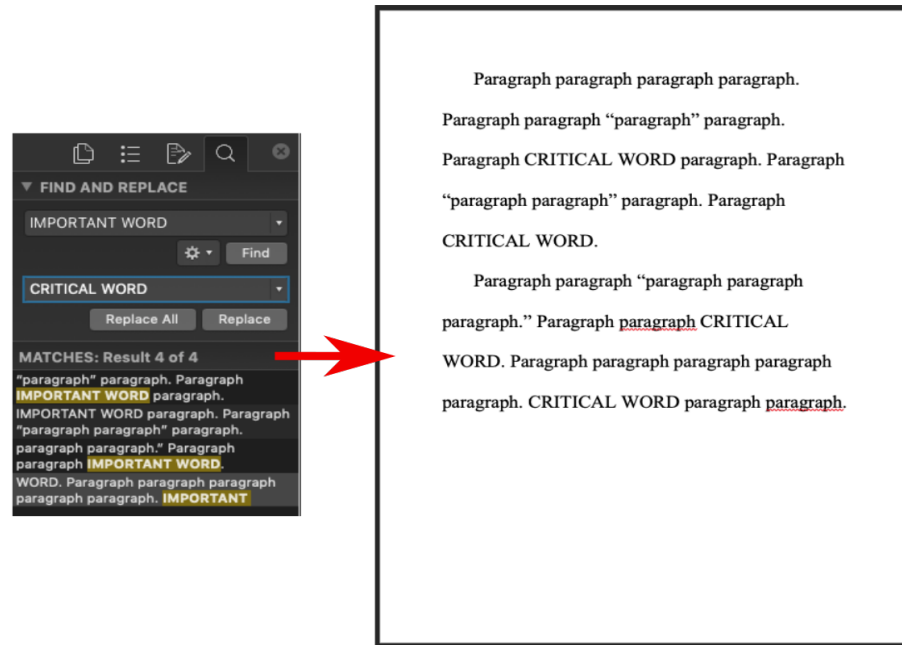 FIND AND REPLACE
IMPORTANT WORD
Find
CRITICAL WORD
Replace All
Replace
MATCHES: Result 4 of 4
"paragraph" paragraph. Paragraph
IMPORTANT WORD paragraph.
IMPORTANT WORD paragraph. Paragraph
"paragraph paragraph" paragraph.
paragraph paragraph." Paragraph
paragraph IMPORTANT WORD.
WORD. Paragraph paragraph paragraph
paragraph paragraph. IMPORTANT
Paragraph paragraph paragraph paragraph.
Paragraph paragraph “paragraph” paragraph.
Paragraph CRITICAL WORD paragraph. Paragraph
“paragraph paragraph” paragraph. Paragraph
CRITICAL WORD.
Paragraph paragraph “paragraph paragraph
paragraph.” Paragraph paragraph CRITICAL
WORD. Paragraph paragraph paragraph paragraph
paragraph. CRITICAL WORD paragraph paragraph.